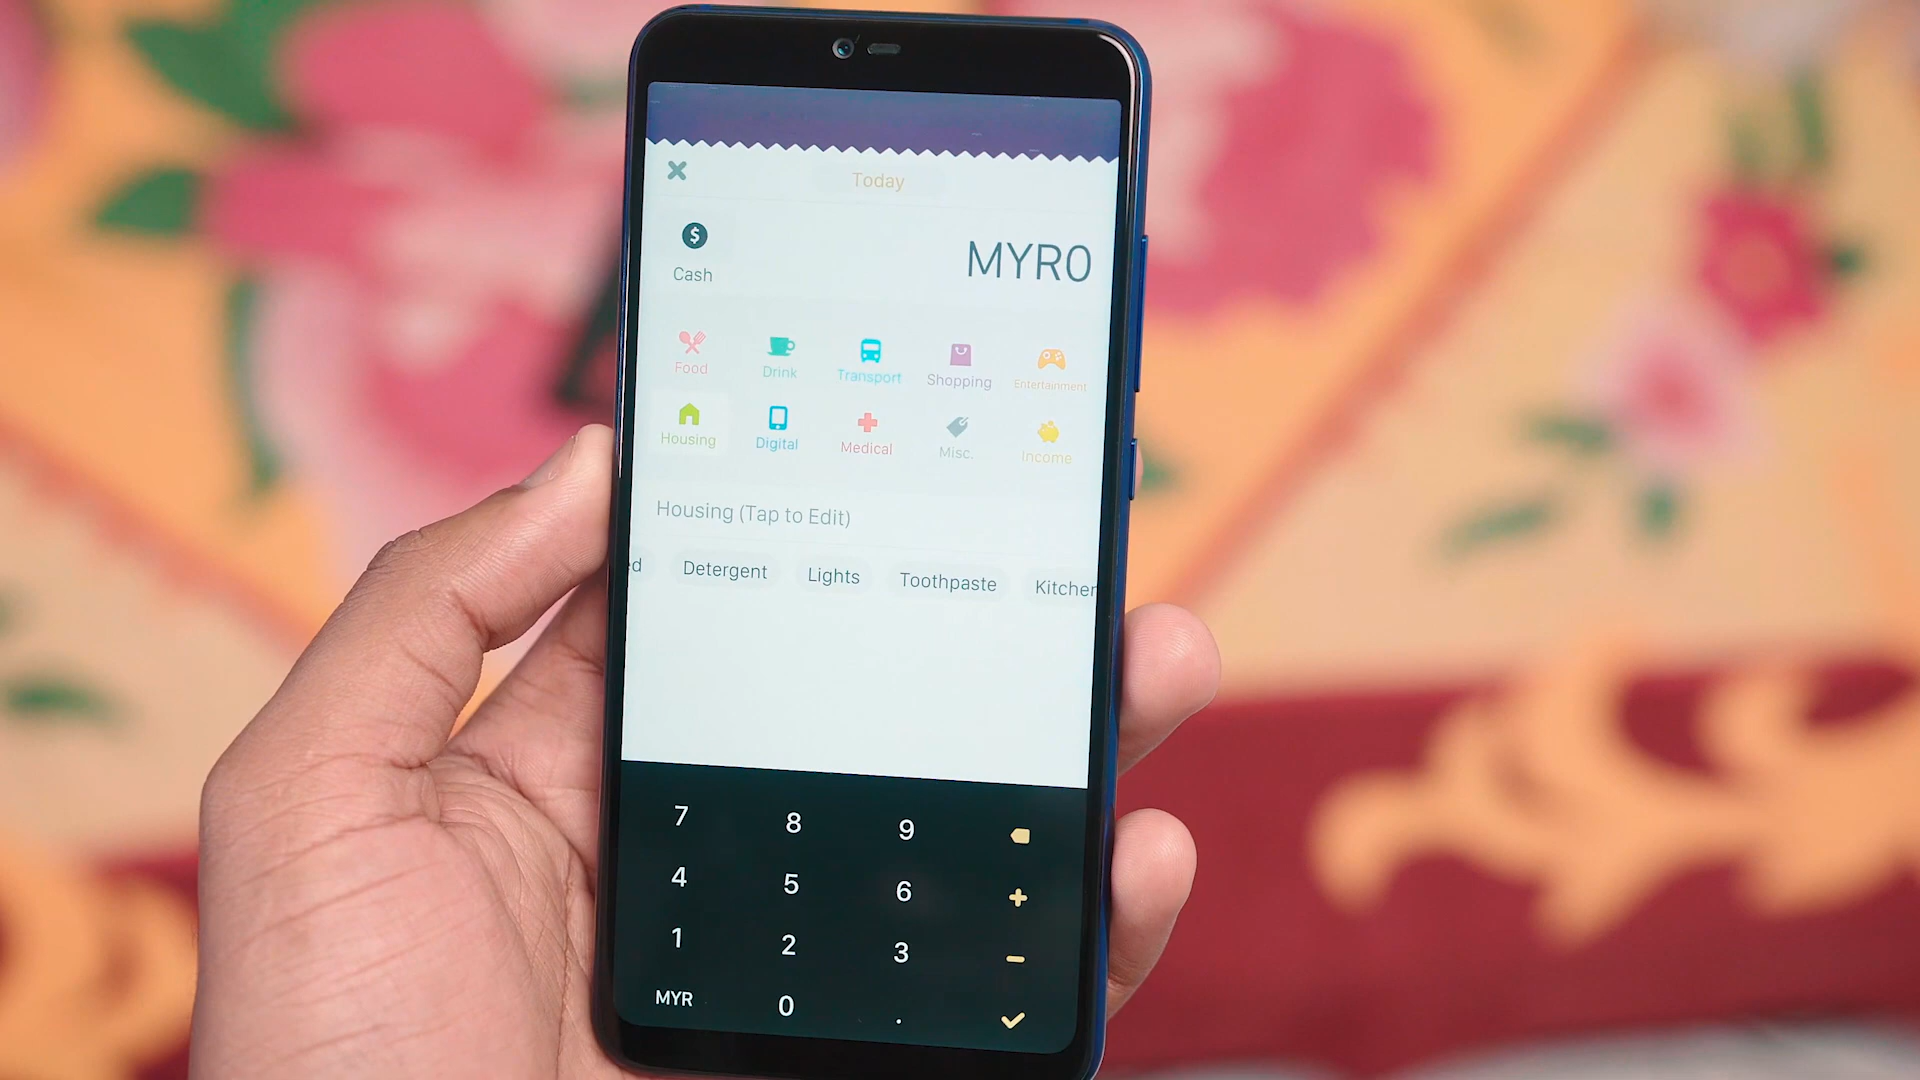 Today
Cash
MYR0
Food Drink Transport Shopping Entertainment
Housing Digital Medical Misc. Income
Housing (Tap to Edit)
Detergent Lights Toothpaste
7 8 9
4 5 6 +
1 2 3 -
MYR 0 .